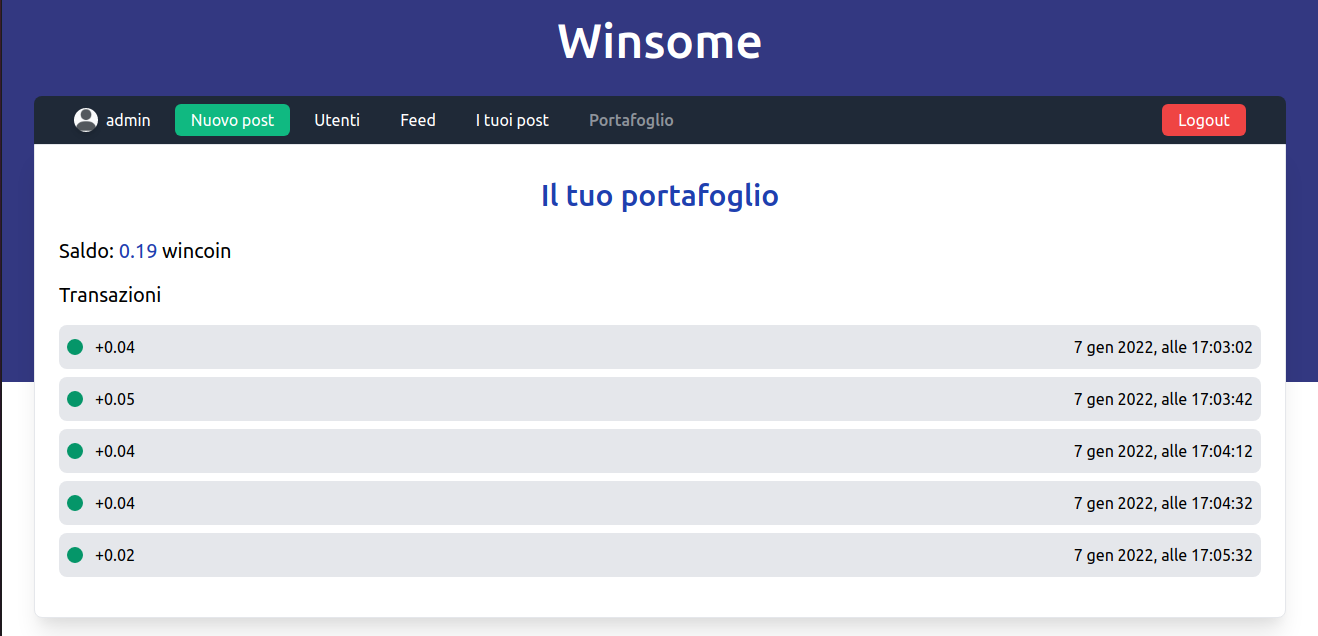 Winsome
admin Nuovo post Utenti Feed I tuoi post Portafoglio Logout
Il tuo portafoglio
Saldo: 0.19 wincoin
Transazioni
+0.04 7 gen 2022, alle 17:03:02
+0.05 7 gen 2022, alle 17:03:42
+0.04 7 gen 2022, alle 17:04:12
+0.04 7 gen 2022, alle 17:04:32
+0.02 7 gen 2022, alle 17:05:32